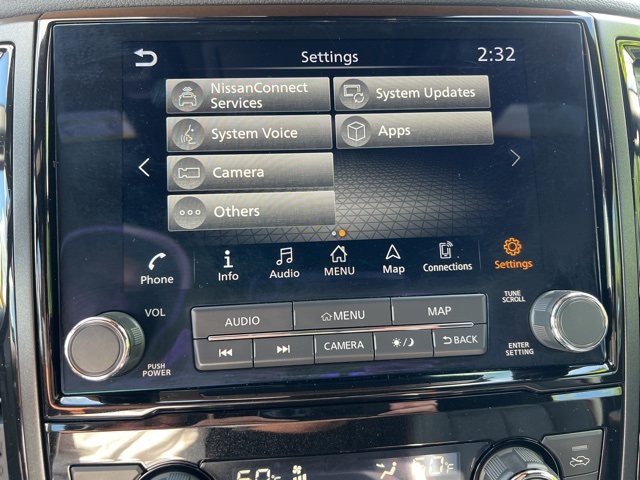 Settings
2:32
NissanConnect
Services
System Updates
System Voice
Apps
Camera
Others
Phone
Info
Audio
MENU
Map
Connections
Settings
VOL
TUNE
SCROLL
AUDIO
MENU
MAP
CAMERA
BACK
PUSH
POWER
ENTER
SETTING